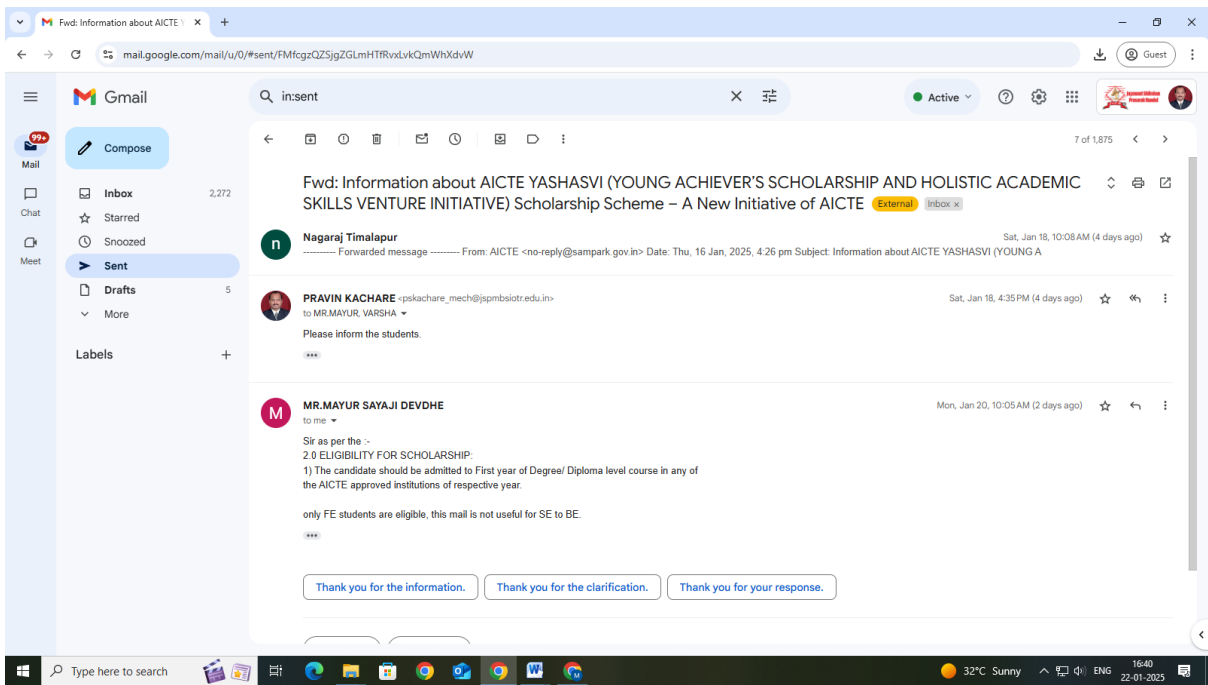 Fwd: Information about AICTE Y
mail.google.com/mail/u/0/#sent/FMfcgzQZSjgZGLmHTfRvxLvkQmWhXdvW
Guest
Gmail
in:sent
Active
99+
Mail
Compose
7 of 1,875
Chat
Meet
Inbox 2,272
Starred
Snoozed
Sent
Drafts 5
More
Labels
Fwd: Information about AICTE YASHASVI (YOUNG ACHIEVER'S SCHOLARSHIP AND HOLISTIC ACADEMIC
SKILLS VENTURE INITIATIVE) Scholarship Scheme – A New Initiative of AICTE External Inbox x
n Nagaraj Timalapur Sat, Jan 18, 10:08 AM (4 days ago)
---------- Forwarded message --------- From: AICTE <no-reply@sampark.gov.in> Date: Thu, 16 Jan, 2025, 4:26 pm Subject: Information about AICTE YASHASVI (YOUNG A
PRAVIN KACHARE <pskachare_mech@jspmbsiotr.edu.in> Sat, Jan 18, 4:35 PM (4 days ago)
to MR.MAYUR, VARSHA
Please inform the students.
M MR.MAYUR SAYAJI DEVDHE Mon, Jan 20, 10:05 AM (2 days ago)
to me
Sir as per the :-
2.0 ELIGIBILITY FOR SCHOLARSHIP:
1) The candidate should be admitted to First year of Degree/ Diploma level course in any of
the AICTE approved institutions of respective year.
only FE students are eligible, this mail is not useful for SE to BE.
Thank you for the information. Thank you for the clarification. Thank you for your response.
Type here to search
32°C Sunny
ENG
16:40
22-01-2025